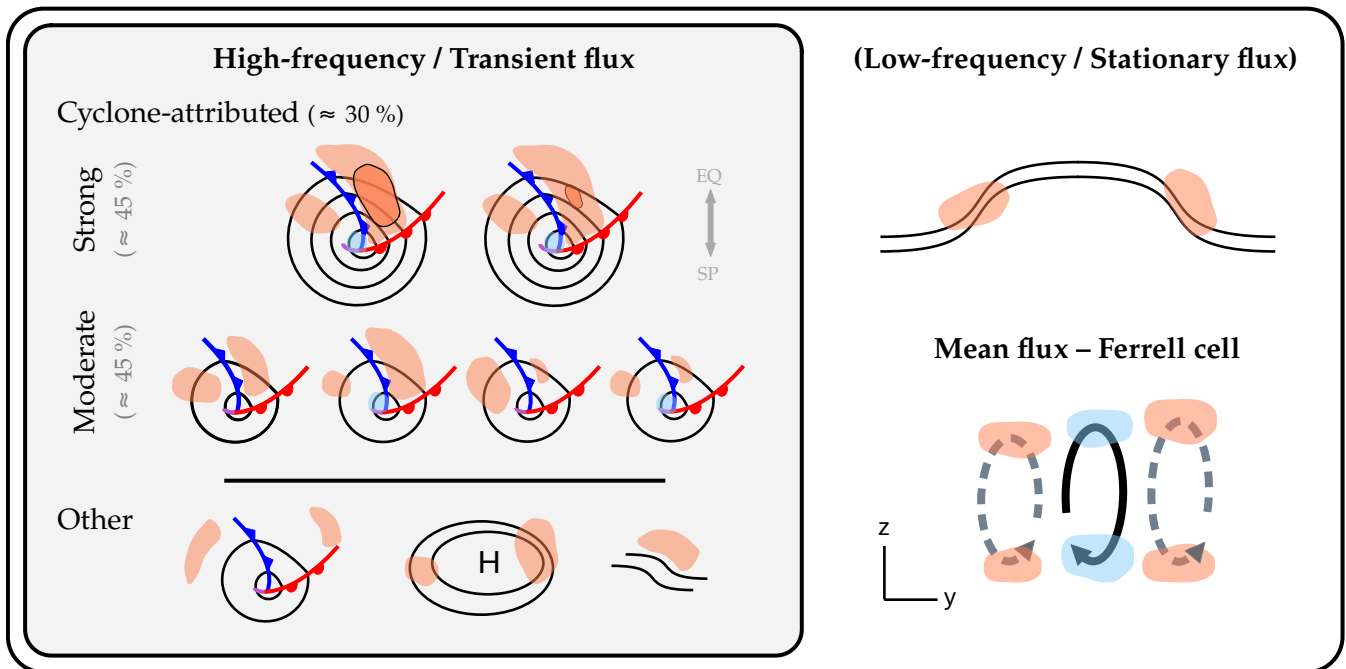 High-frequency / Transient flux
Cyclone-attributed (≈ 30 %)
Strong
(≈ 45 %)
EQ
SP
Moderate
(≈ 45 %)
Other
H
(Low-frequency / Stationary flux)
Mean flux – Ferrell cell
z
y